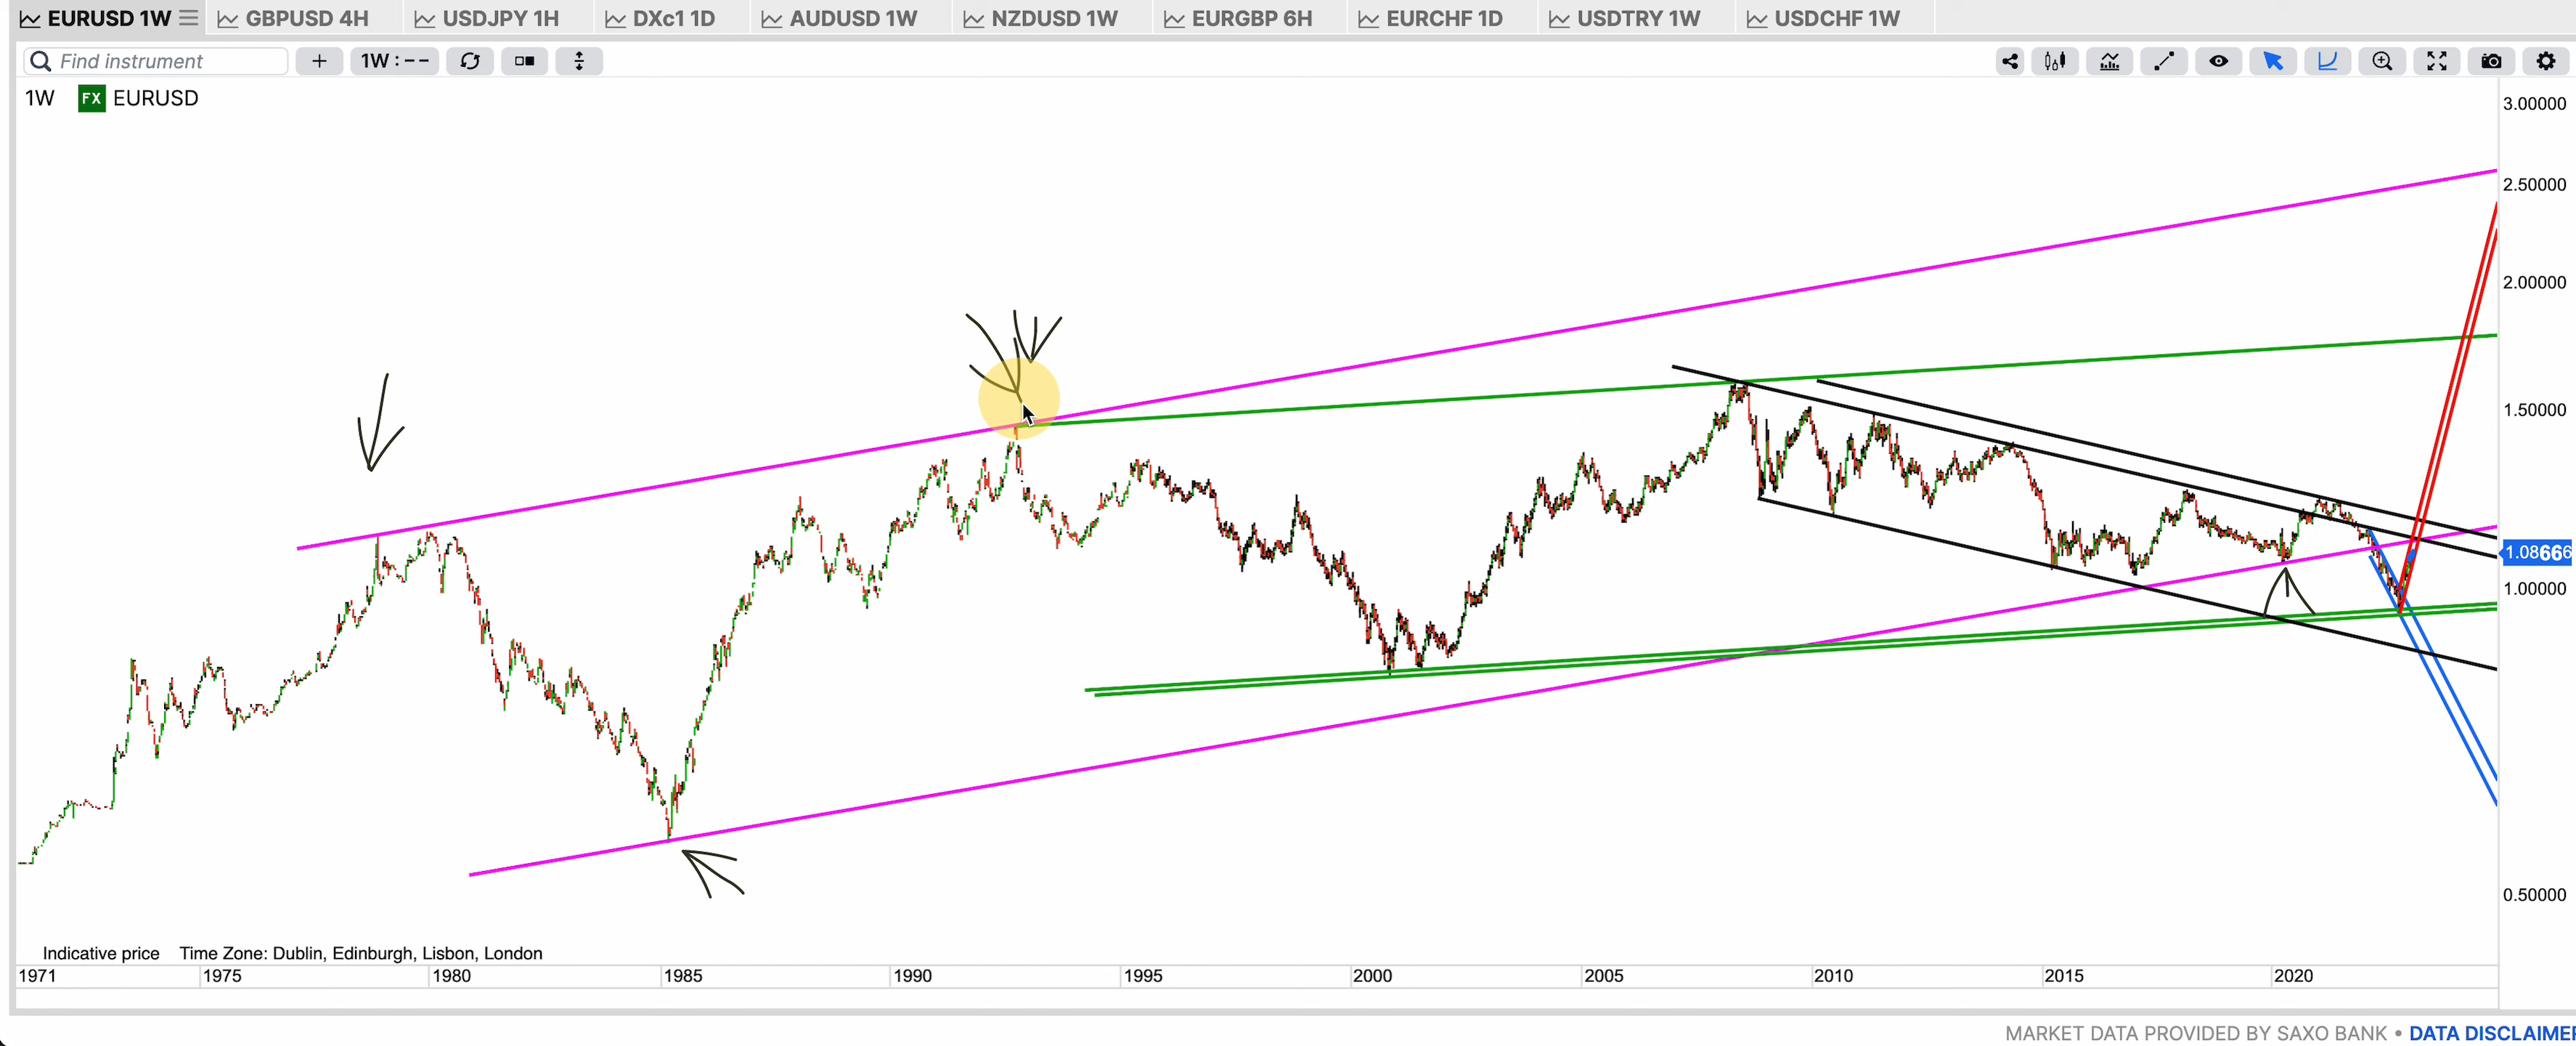 EURUSD 1W GBPUSD 4H USDJPY 1H DXc1 1D AUDUSD 1W NZDUSD 1W EURGBP 6H EURCHF 1D USDTRY 1W USDCHF 1W
Find instrument 1W : --
1W FX EURUSD
3.00000
2.50000
2.00000
1.50000
1.08666
1.00000
0.50000
Indicative price Time Zone: Dublin, Edinburgh, Lisbon, London
1971 1975 1980 1985 1990 1995 2000 2005 2010 2015 2020
MARKET DATA PROVIDED BY SAXO BANK • DATA DISCLAIMER